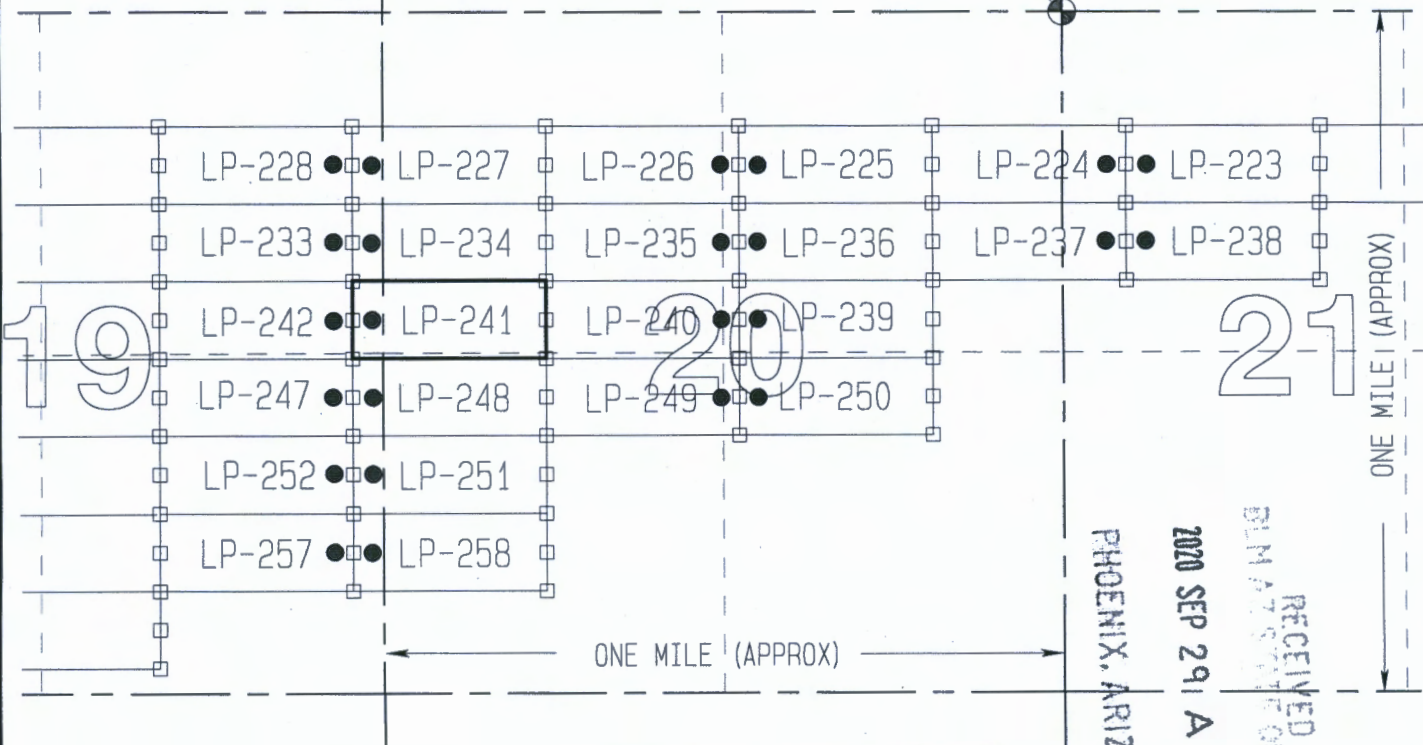 LP-228 LP-227 LP-226 LP-225 LP-224 LP-223
LP-233 LP-234 LP-235 LP-236 LP-237 LP-238
LP-242 LP-241 LP-240 LP-239
19 20 21
LP-247 LP-248 LP-249 LP-250
LP-252 LP-251
LP-257 LP-258
ONE MILE (APPROX)
ONE MILE (APPROX)
RECEIVED
2020 SEP 29 A
PHOENIX, ARIZ